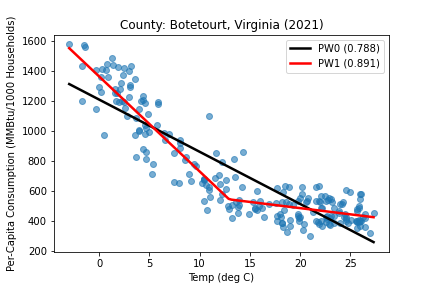 County: Botetourt, Virginia (2021)
Per-Capita Consumption (MMBtu/1000 Households)
1600
1400
1200
1000
800
600
400
200
PW0 (0.788)
PW1 (0.891)
0 5 10 15 20 25
Temp (deg C)